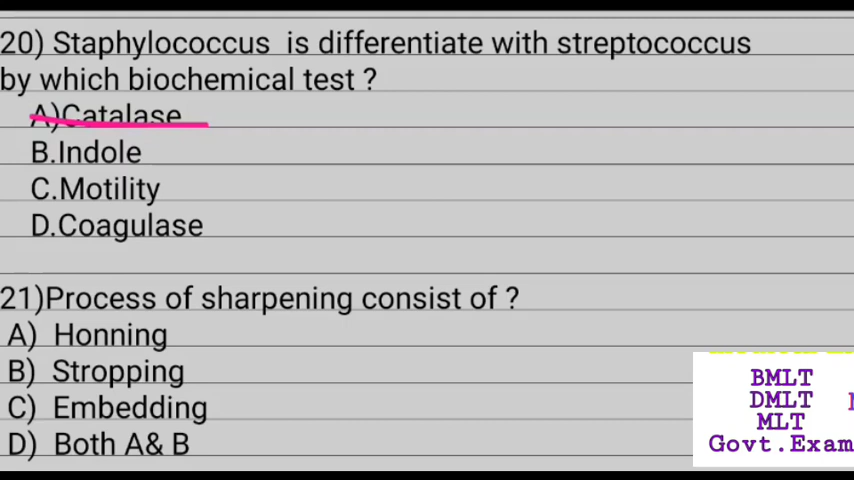 20) Staphylococcus is differentiate with streptococcus
by which biochemical test ?
A)Catalase
B.Indole
C.Motility
D.Coagulase
21)Process of sharpening consist of ?
A) Honning
B) Stropping
C) Embedding
D) Both A& B
BMLT
DMLT
MLT
Govt.Exam